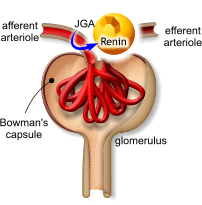 afferent
arteriole
JGA
Renin
efferent
arteriole
Bowman's
capsule
glomerulus